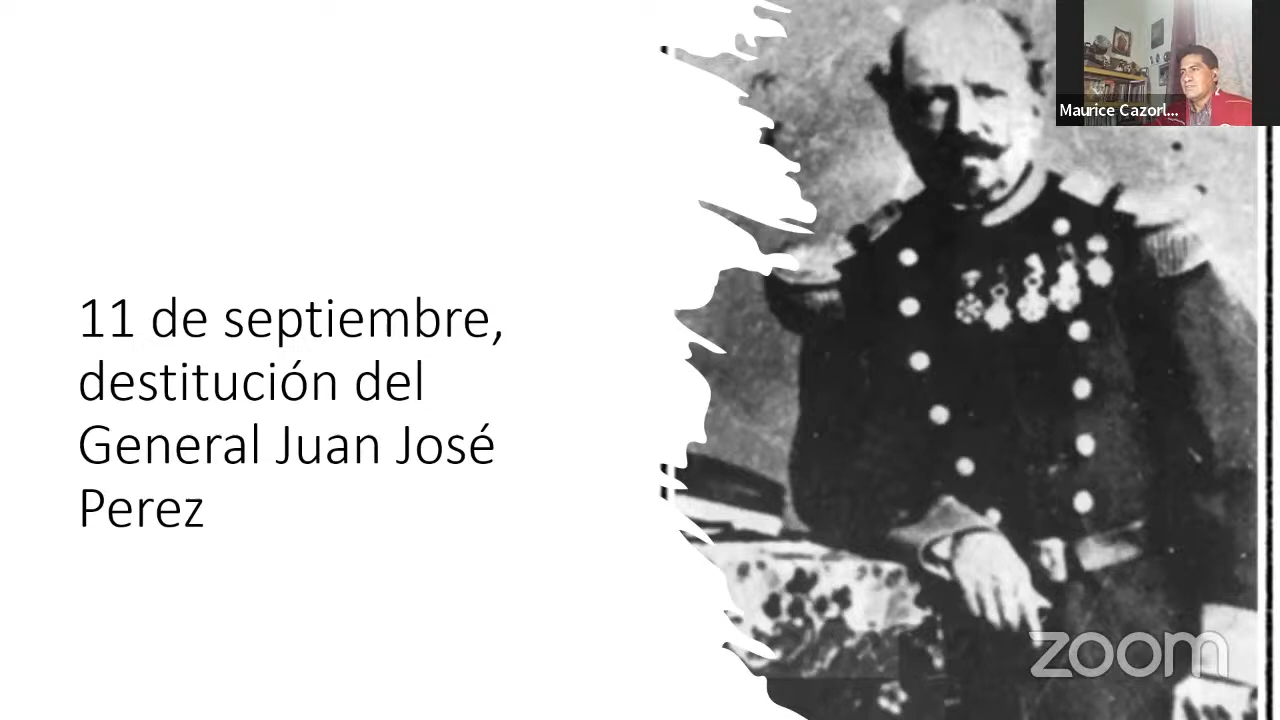 Maurice Cazorl...
11 de septiembre,
destitución del
General Juan José
Perez
zoom